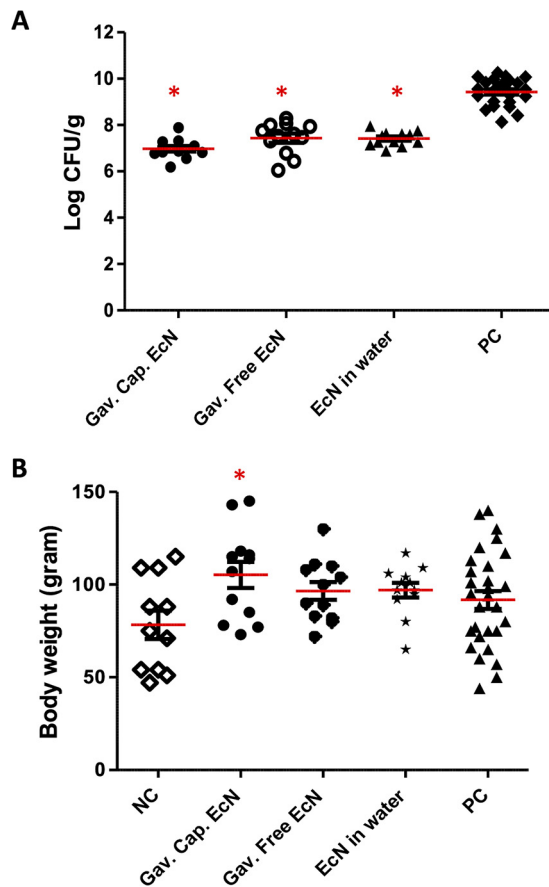 A
Log CFU/g
12
10
8
6
4
2
0
* * *
Gav. Cap. EcN
Gav. Free EcN
EcN in water
PC
B
Body weight (gram)
150
100
50
0
*
NC
Gav. Cap. EcN
Gav. Free EcN
EcN in water
PC